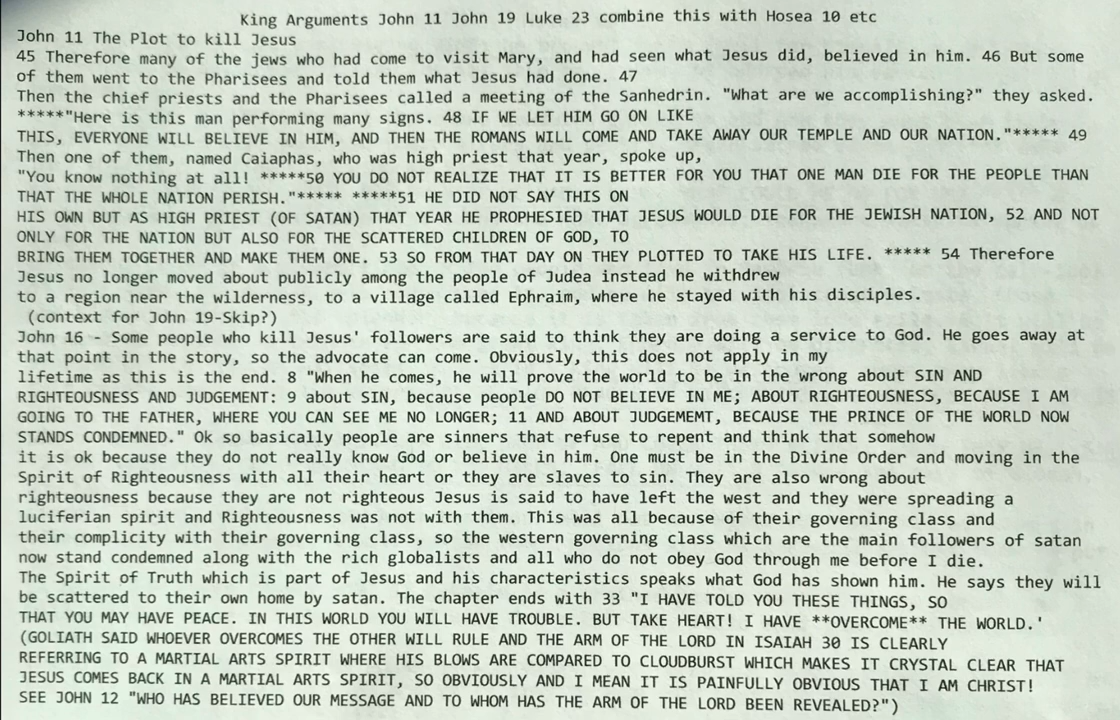 King Arguments John 11 John 19 Luke 23 combine this with Hosea 10 etc
John 11 The Plot to kill Jesus
45 Therefore many of the jews who had come to visit Mary, and had seen what Jesus did, believed in him. 46 But some
of them went to the Pharisees and told them what Jesus had done. 47
Then the chief priests and the Pharisees called a meeting of the Sanhedrin. "What are we accomplishing?" they asked.
*****"Here is this man performing many signs. 48 IF WE LET HIM GO ON LIKE
THIS, EVERYONE WILL BELIEVE IN HIM, AND THEN THE ROMANS WILL COME AND TAKE AWAY OUR TEMPLE AND OUR NATION."***** 49
Then one of them, named Caiaphas, who was high priest that year, spoke up,
"You know nothing at all! *****50 YOU DO NOT REALIZE THAT IT IS BETTER FOR YOU THAT ONE MAN DIE FOR THE PEOPLE THAN
THAT THE WHOLE NATION PERISH."***** *****51 HE DID NOT SAY THIS ON
HIS OWN BUT AS HIGH PRIEST (OF SATAN) THAT YEAR HE PROPHESIED THAT JESUS WOULD DIE FOR THE JEWISH NATION, 52 AND NOT
ONLY FOR THE NATION BUT ALSO FOR THE SCATTERED CHILDREN OF GOD, TO
BRING THEM TOGETHER AND MAKE THEM ONE. 53 SO FROM THAT DAY ON THEY PLOTTED TO TAKE HIS LIFE. ***** 54 Therefore
Jesus no longer moved about publicly among the people of Judea instead he withdrew
to a region near the wilderness, to a village called Ephraim, where he stayed with his disciples.
(context for John 19-Skip?)
John 16 - Some people who kill Jesus' followers are said to think they are doing a service to God. He goes away at
that point in the story, so the advocate can come. Obviously, this does not apply in my
lifetime as this is the end. 8 "When he comes, he will prove the world to be in the wrong about SIN AND
RIGHTEOUSNESS AND JUDGEMENT: 9 about SIN, because people DO NOT BELIEVE IN ME; ABOUT RIGHTEOUSNESS, BECAUSE I AM
GOING TO THE FATHER, WHERE YOU CAN SEE ME NO LONGER; 11 AND ABOUT JUDGEMEMT, BECAUSE THE PRINCE OF THE WORLD NOW
STANDS CONDEMNED." Ok so basically people are sinners that refuse to repent and think that somehow
it is ok because they do not really know God or believe in him. One must be in the Divine Order and moving in the
Spirit of Righteousness with all their heart or they are slaves to sin. They are also wrong about
righteousness because they are not righteous Jesus is said to have left the west and they were spreading a
luciferian spirit and Righteousness was not with them. This was all because of their governing class and
their complicity with their governing class, so the western governing class which are the main followers of satan
now stand condemned along with the rich globalists and all who do not obey God through me before I die.
The Spirit of Truth which is part of Jesus and his characteristics speaks what God has shown him. He says they will
be scattered to their own home by satan. The chapter ends with 33 "I HAVE TOLD YOU THESE THINGS, SO
THAT YOU MAY HAVE PEACE. IN THIS WORLD YOU WILL HAVE TROUBLE. BUT TAKE HEART! I HAVE **OVERCOME** THE WORLD.'
(GOLIATH SAID WHOEVER OVERCOMES THE OTHER WILL RULE AND THE ARM OF THE LORD IN ISAIAH 30 IS CLEARLY
REFERRING TO A MARTIAL ARTS SPIRIT WHERE HIS BLOWS ARE COMPARED TO CLOUDBURST WHICH MAKES IT CRYSTAL CLEAR THAT
JESUS COMES BACK IN A MARTIAL ARTS SPIRIT, SO OBVIOUSLY AND I MEAN IT IS PAINFULLY OBVIOUS THAT I AM CHRIST!
SEE JOHN 12 "WHO HAS BELIEVED OUR MESSAGE AND TO WHOM HAS THE ARM OF THE LORD BEEN REVEALED?")